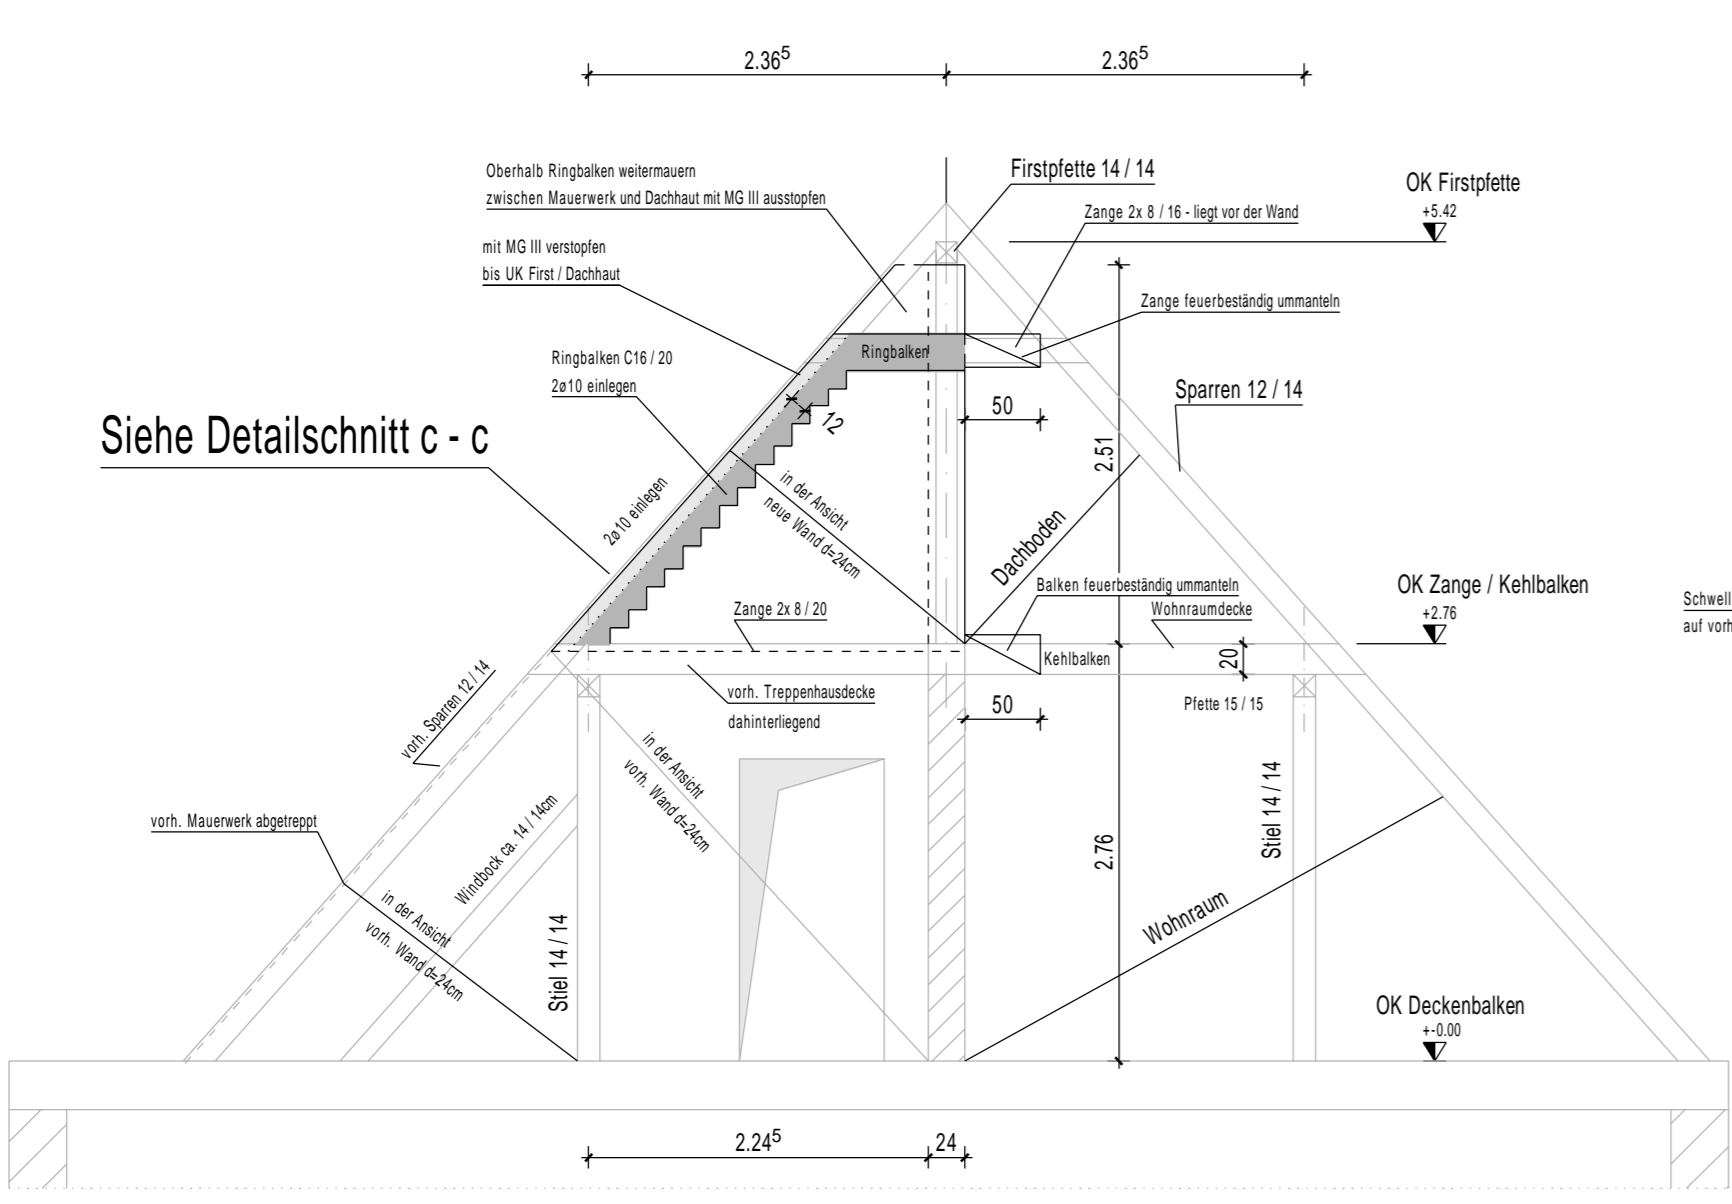 2.36⁵
2.36⁵
Oberhalb Ringbalken weitermauern
zwischen Mauerwerk und Dachhaut mit MG III ausstopfen
Firstpfette 14 / 14
OK Firstpfette
+5.42
Zange 2x 8 / 16 - liegt vor der Wand
mit MG III verstopfen
bis UK First / Dachhaut
Zange feuerbeständig ummanteln
Ringbalken C16 / 20
2ø10 einlegen
Ringbalken
Sparren 12 / 14
50
12
Siehe Detailschnitt c - c
2.51
2ø10 einlegen
in der Ansicht
neue Wand d=24cm
Dachboden
Balken feuerbeständig ummanteln
OK Zange / Kehlbalken
+2.76
Schwell
auf vorh
Zange 2x 8 / 20
Wohnraumdecke
Kehlbalken
20
vorh. Sparren 12 / 14
vorh. Treppenhausdecke
dahinterliegend
50
Pfette 15 / 15
in der Ansicht
vorh. Wand d=24cm
Stiel 14 / 14
vorh. Mauerwerk abgetreppt
Windbock ca. 14 / 14cm
2.76
in der Ansicht
vorh. Wand d=24cm
Stiel 14 / 14
Wohnraum
OK Deckenbalken
+-0.00
2.24⁵
24